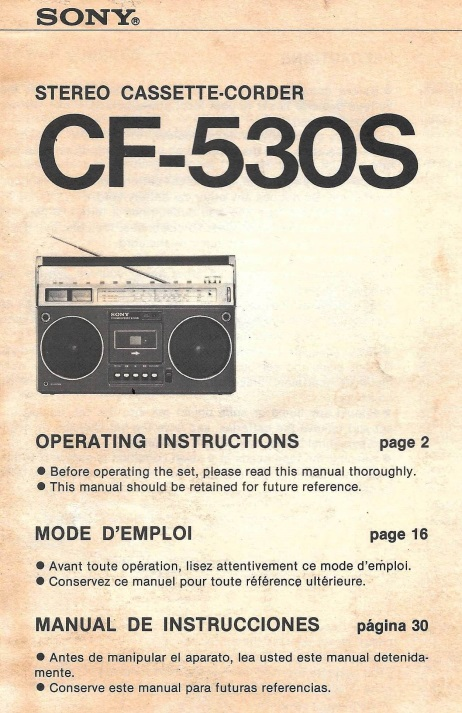 SONY®
STEREO CASSETTE-CORDER
CF-530S
SONY
OPERATING INSTRUCTIONS page 2
● Before operating the set, please read this manual thoroughly.
● This manual should be retained for future reference.
MODE D'EMPLOI page 16
● Avant toute opération, lisez attentivement ce mode d'emploi.
● Conservez ce manuel pour toute référence ultérieure.
MANUAL DE INSTRUCCIONES página 30
● Antes de manipular el aparato, lea usted este manual detenida-
mente.
● Conserve este manual para futuras referencias.